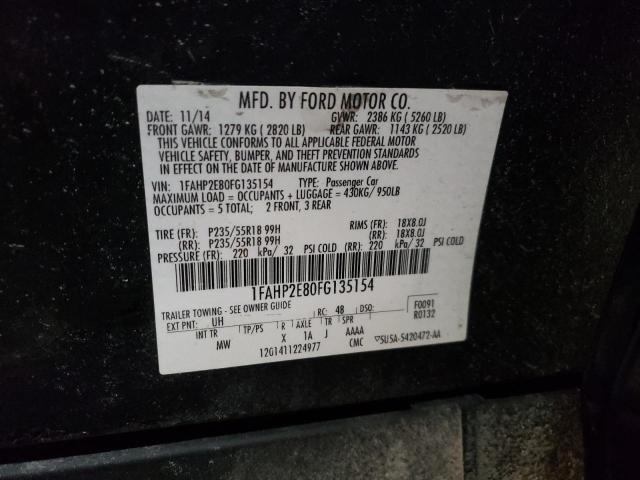 MFD. BY FORD MOTOR CO.
DATE: 11/14 GVWR: 2386 KG ( 5260 LB)
FRONT GAWR: 1279 KG ( 2820 LB) REAR GAWR: 1143 KG ( 2520 LB)
THIS VEHICLE CONFORMS TO ALL APPLICABLE FEDERAL MOTOR
VEHICLE SAFETY, BUMPER, AND THEFT PREVENTION STANDARDS
IN EFFECT ON THE DATE OF MANUFACTURE SHOWN ABOVE.
VIN: 1FAHP2E80FG135154 TYPE: Passenger Car
MAXIMUM LOAD = OCCUPANTS + LUGGAGE = 430KG/ 950LB
OCCUPANTS = 5 TOTAL; 2 FRONT, 3 REAR
TIRE (FR): P235/55R18 99H RIMS (FR): 18X8.0J
(RR): P235/55R18 99H (RR): 18X8.0J
PRESSURE (FR): 220 kPa/ 32 PSI COLD (RR): 220 kPa/ 32 PSI COLD
1FAHP2E80FG135154
TRAILER TOWING - SEE OWNER GUIDE
EXT PNT: UH RC: 48 DSO: F0091
INT TR TP/PS R AXLE TR SPR R0132
MW X 1A J AAAA
12G1411224977 CMC ▽5USA-5420472-AA